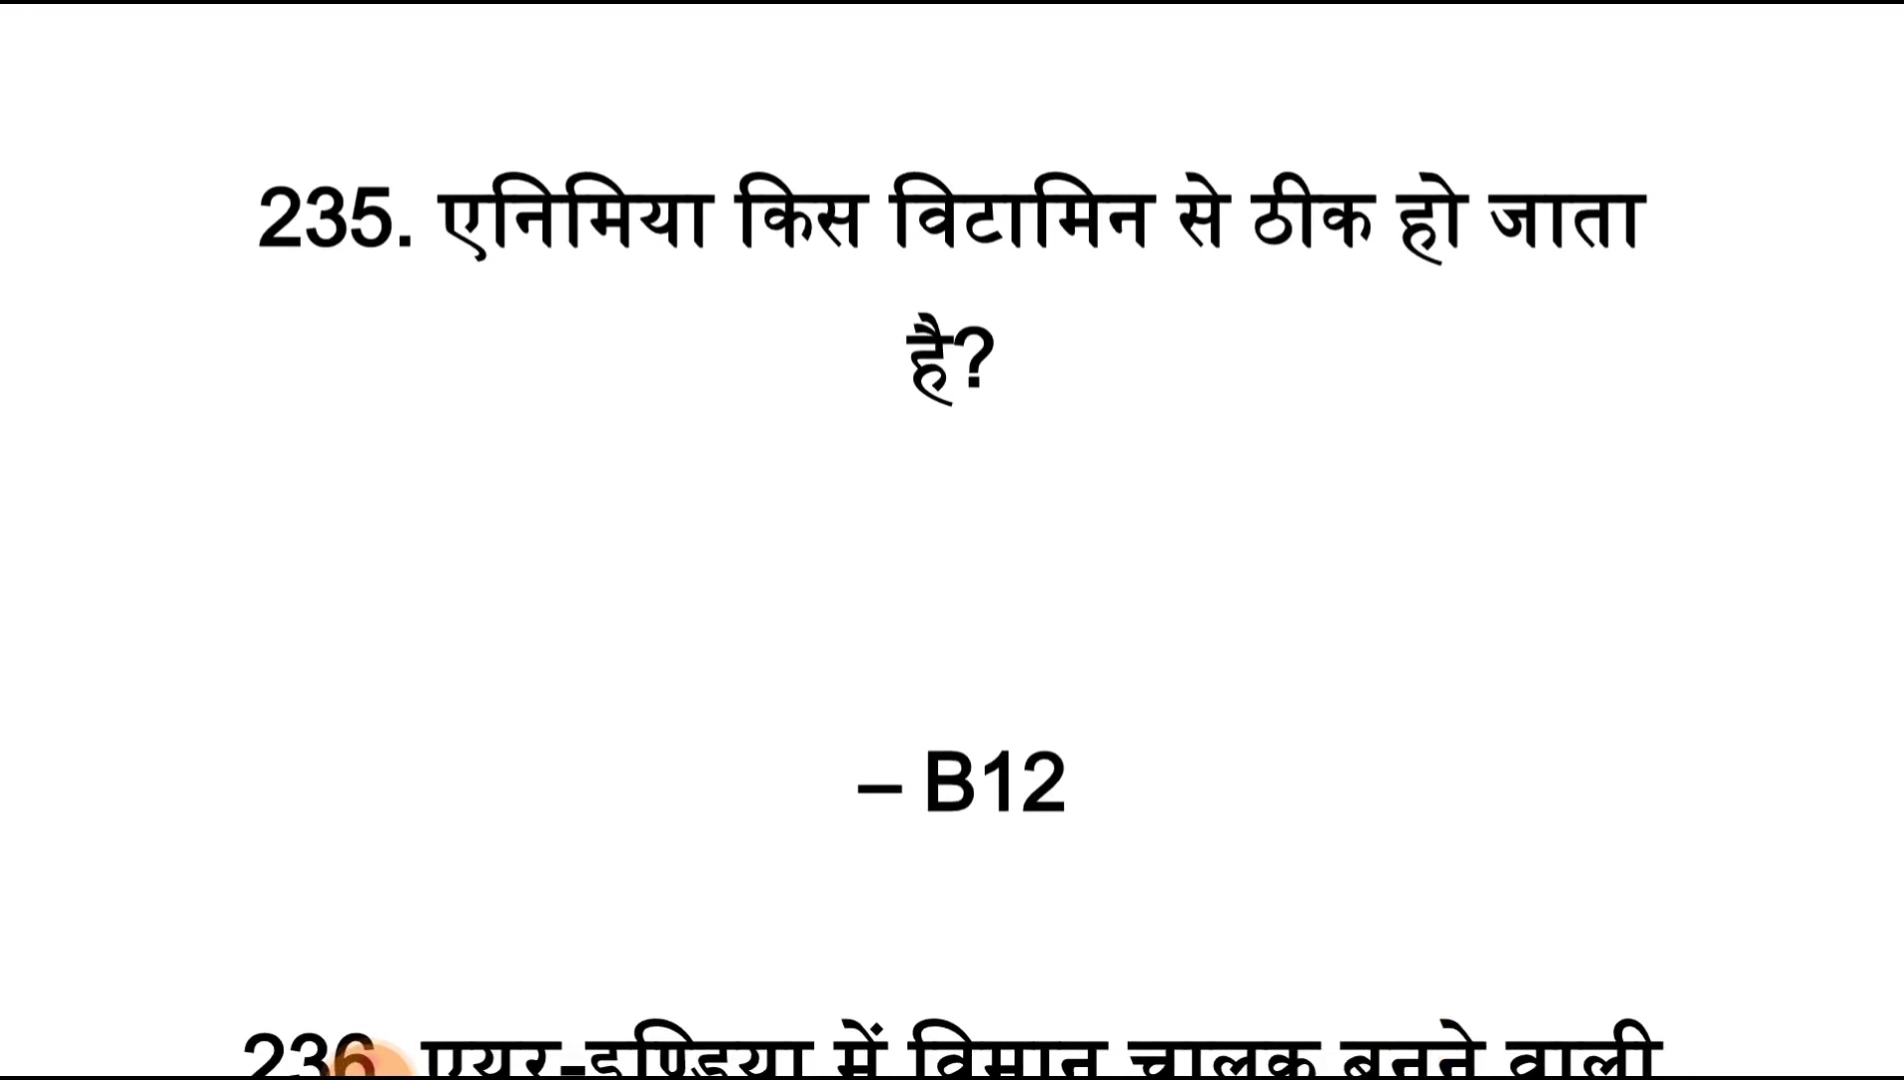 235. एनिमिया किस विटामिन से ठीक हो जाता
है?
– B12
236. एयर-इण्डिया में विमान चालक बनने वाली